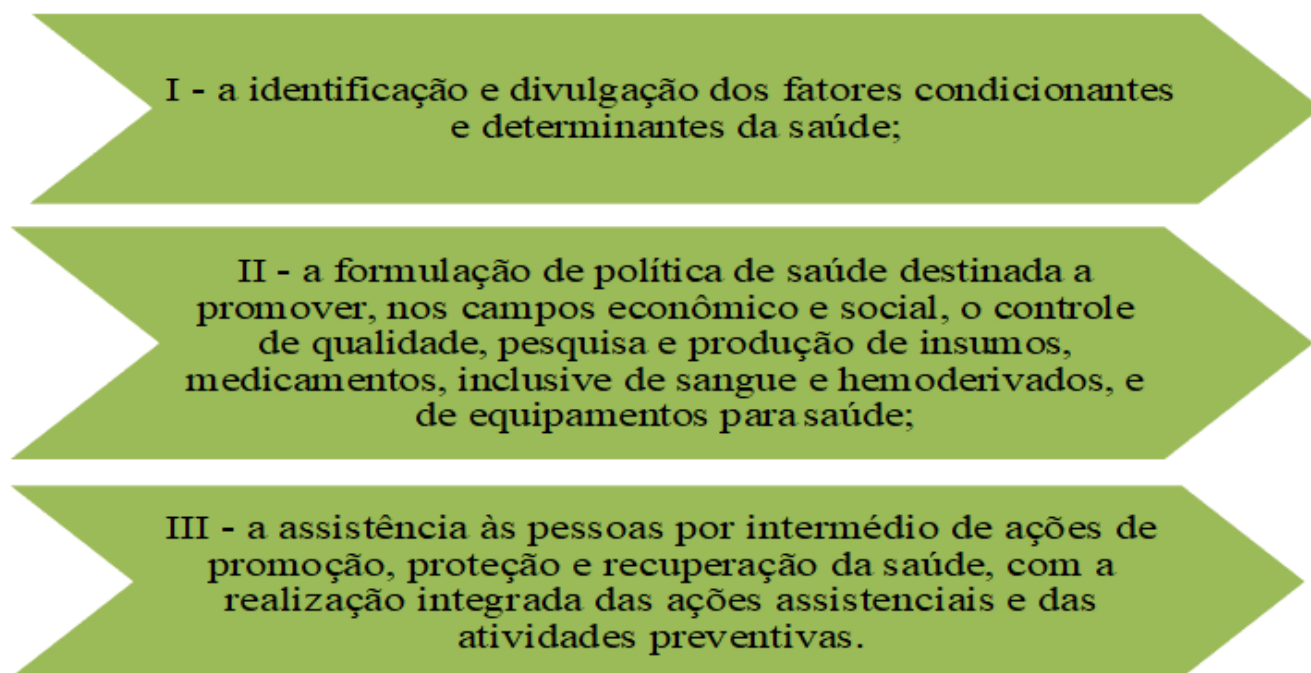 I - a identificação e divulgação dos fatores condicionantes
e determinantes da saúde;
II - a formulação de política de saúde destinada a
promover, nos campos econômico e social, o controle
de qualidade, pesquisa e produção de insumos,
medicamentos, inclusive de sangue e hemoderivados, e
de equipamentos para saúde;
III - a assistência às pessoas por intermédio de ações de
promoção, proteção e recuperação da saúde, com a
realização integrada das ações assistenciais e das
atividades preventivas.